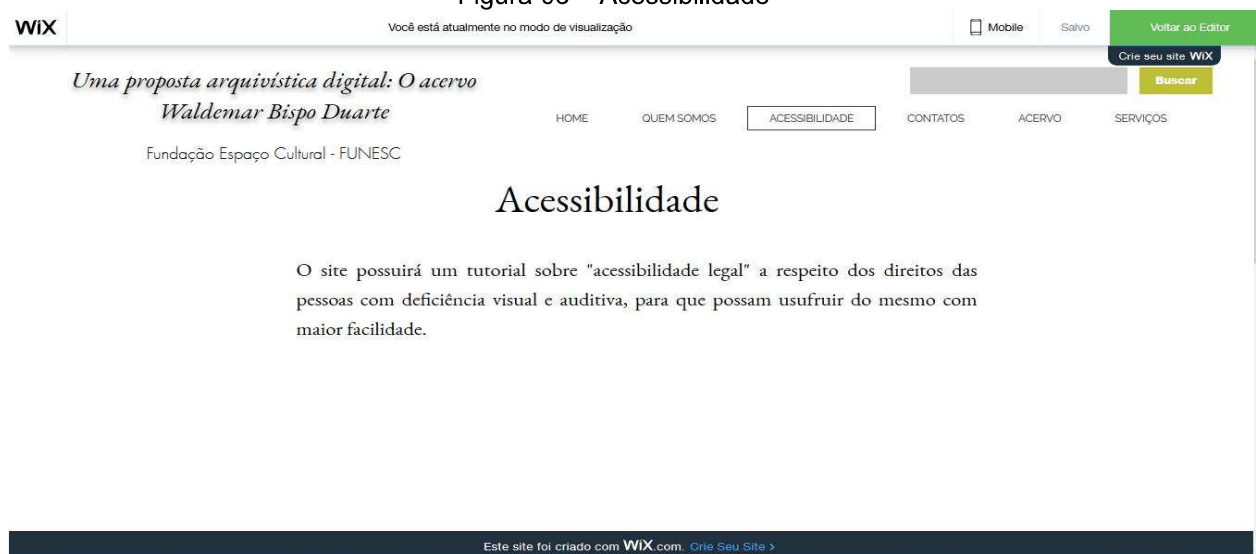 WiX
Você está atualmente no modo de visualização
Mobile
Salvo
Voltar ao Editor
Crie seu site WiX
Uma proposta arquivística digital: O acervo
Waldemar Bispo Duarte
Buscar
HOME QUEM SOMOS ACESSIBILIDADE CONTATOS ACERVO SERVIÇOS
Fundação Espaço Cultural - FUNESC
Acessibilidade
O site possuirá um tutorial sobre "acessibilidade legal" a respeito dos direitos das
pessoas com deficiência visual e auditiva, para que possam usufruir do mesmo com
maior facilidade.
Este site foi criado com WiX.com. Crie Seu Site >